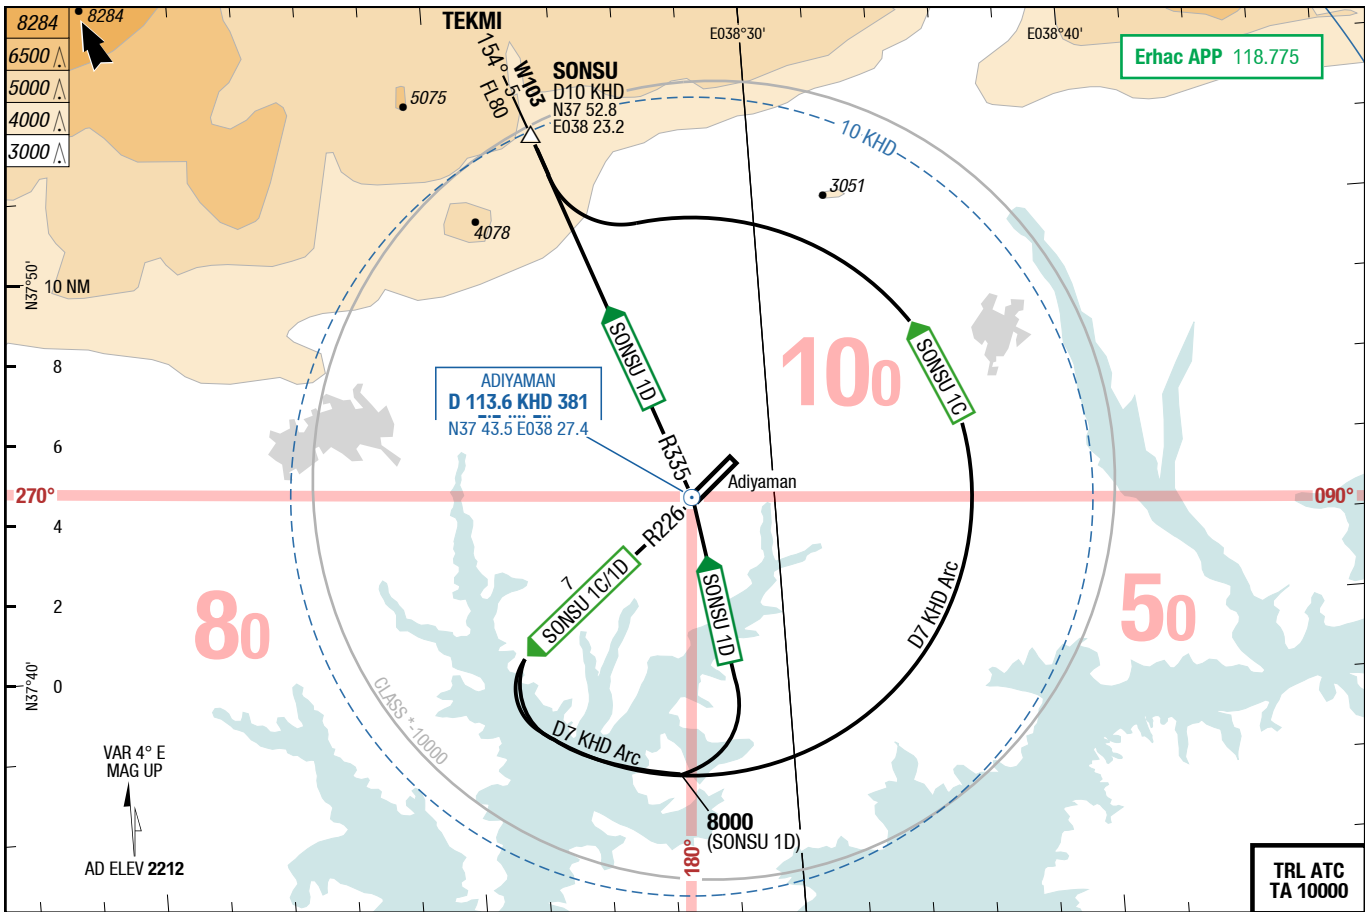 8284
6500
5000
4000
3000
8284
TEKMI
154°
5
FL80
W103
SONSU
D10 KHD
N37 52.8
E038 23.2
E038°30'
E038°40'
Erhac APP 118.775
5075
10 KHD
3051
4078
N37°50'
10 NM
8
6
4
2
0
N37°40'
SONSU 1D
SONSU 1C
100
ADIYAMAN
D 113.6 KHD 381
N37 43.5 E038 27.4
R335
Adiyaman
270°
090°
R226
7
SONSU 1C/1D
SONSU 1D
D7 KHD Arc
80
50
CLASS *-10000
D7 KHD Arc
VAR 4° E
MAG UP
AD ELEV 2212
8000
(SONSU 1D)
180°
TRL ATC
TA 10000